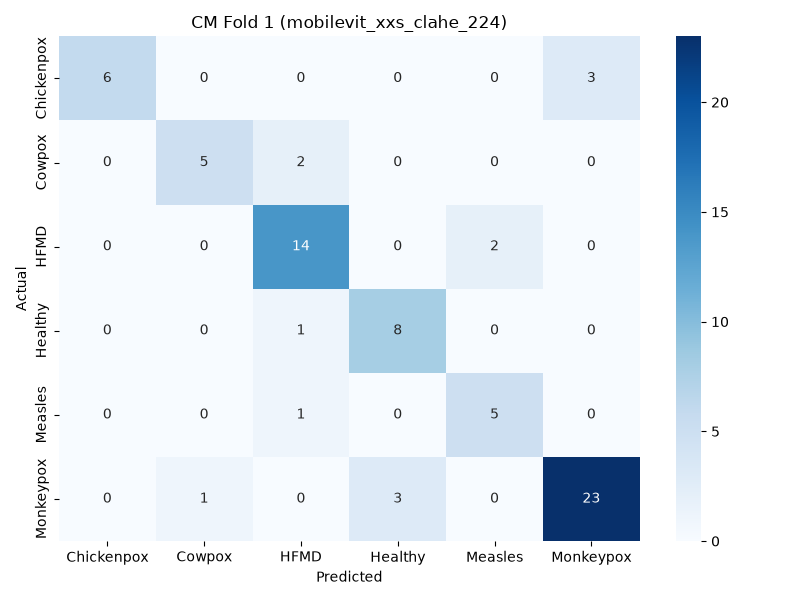 CM Fold 1 (mobilevit_xxs_clahe_224)
Actual
Chickenpox 6 0 0 0 0 3
Cowpox 0 5 2 0 0 0
HFMD 0 0 14 0 2 0
Healthy 0 0 1 8 0 0
Measles 0 0 1 0 5 0
Monkeypox 0 1 0 3 0 23
Chickenpox Cowpox HFMD Healthy Measles Monkeypox
Predicted
20
15
10
5
0